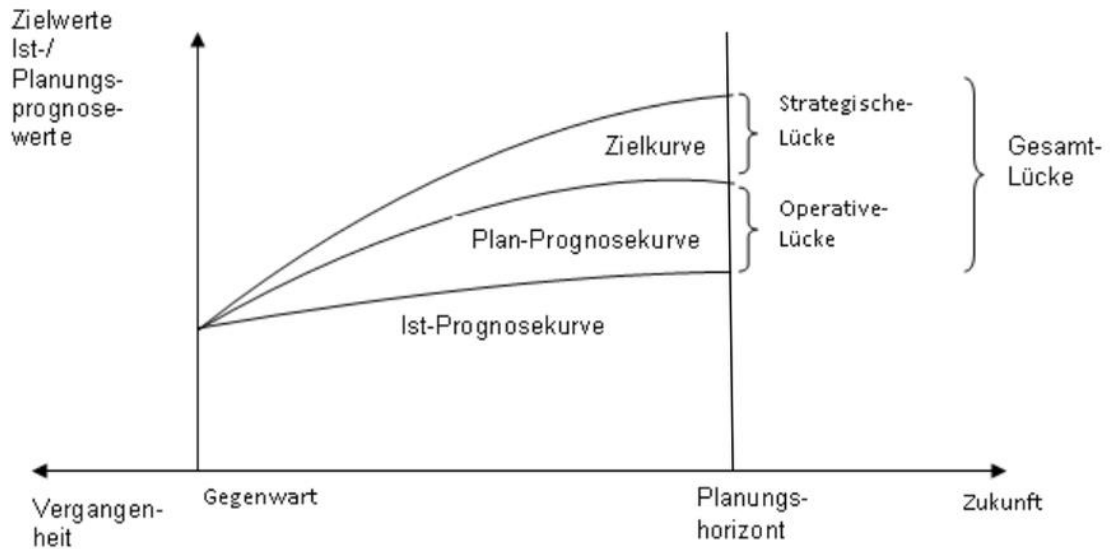 Zielwerte
Ist-/
Planungs-
prognose-
werte
Strategische-
Lücke
Zielkurve
Gesamt-
Lücke
Operative-
Lücke
Plan-Prognosekurve
Ist-Prognosekurve
Vergangen-
heit
Gegenwart
Planungs-
horizont
Zukunft